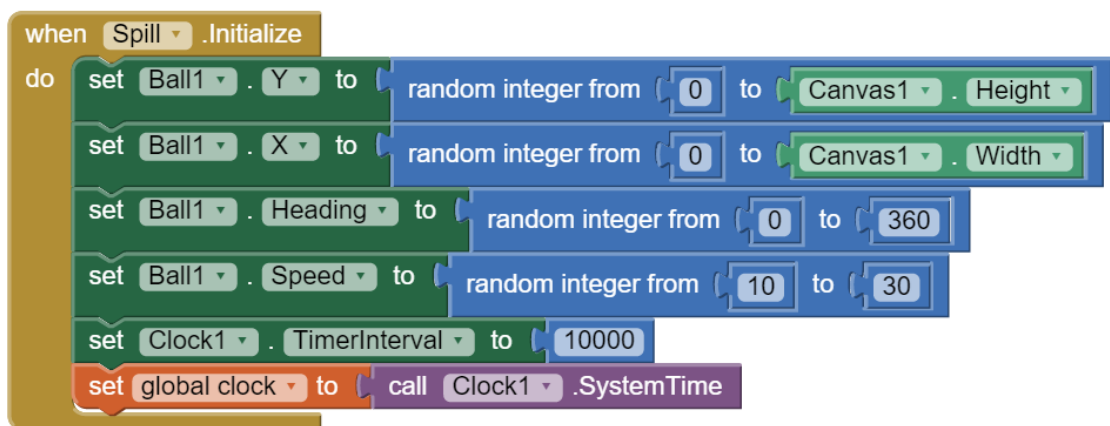 when Spill .Initialize
do set Ball1 . Y to random integer from 0 to Canvas1 . Height
set Ball1 . X to random integer from 0 to Canvas1 . Width
set Ball1 . Heading to random integer from 0 to 360
set Ball1 . Speed to random integer from 10 to 30
set Clock1 . TimerInterval to 10000
set global clock to call Clock1 .SystemTime